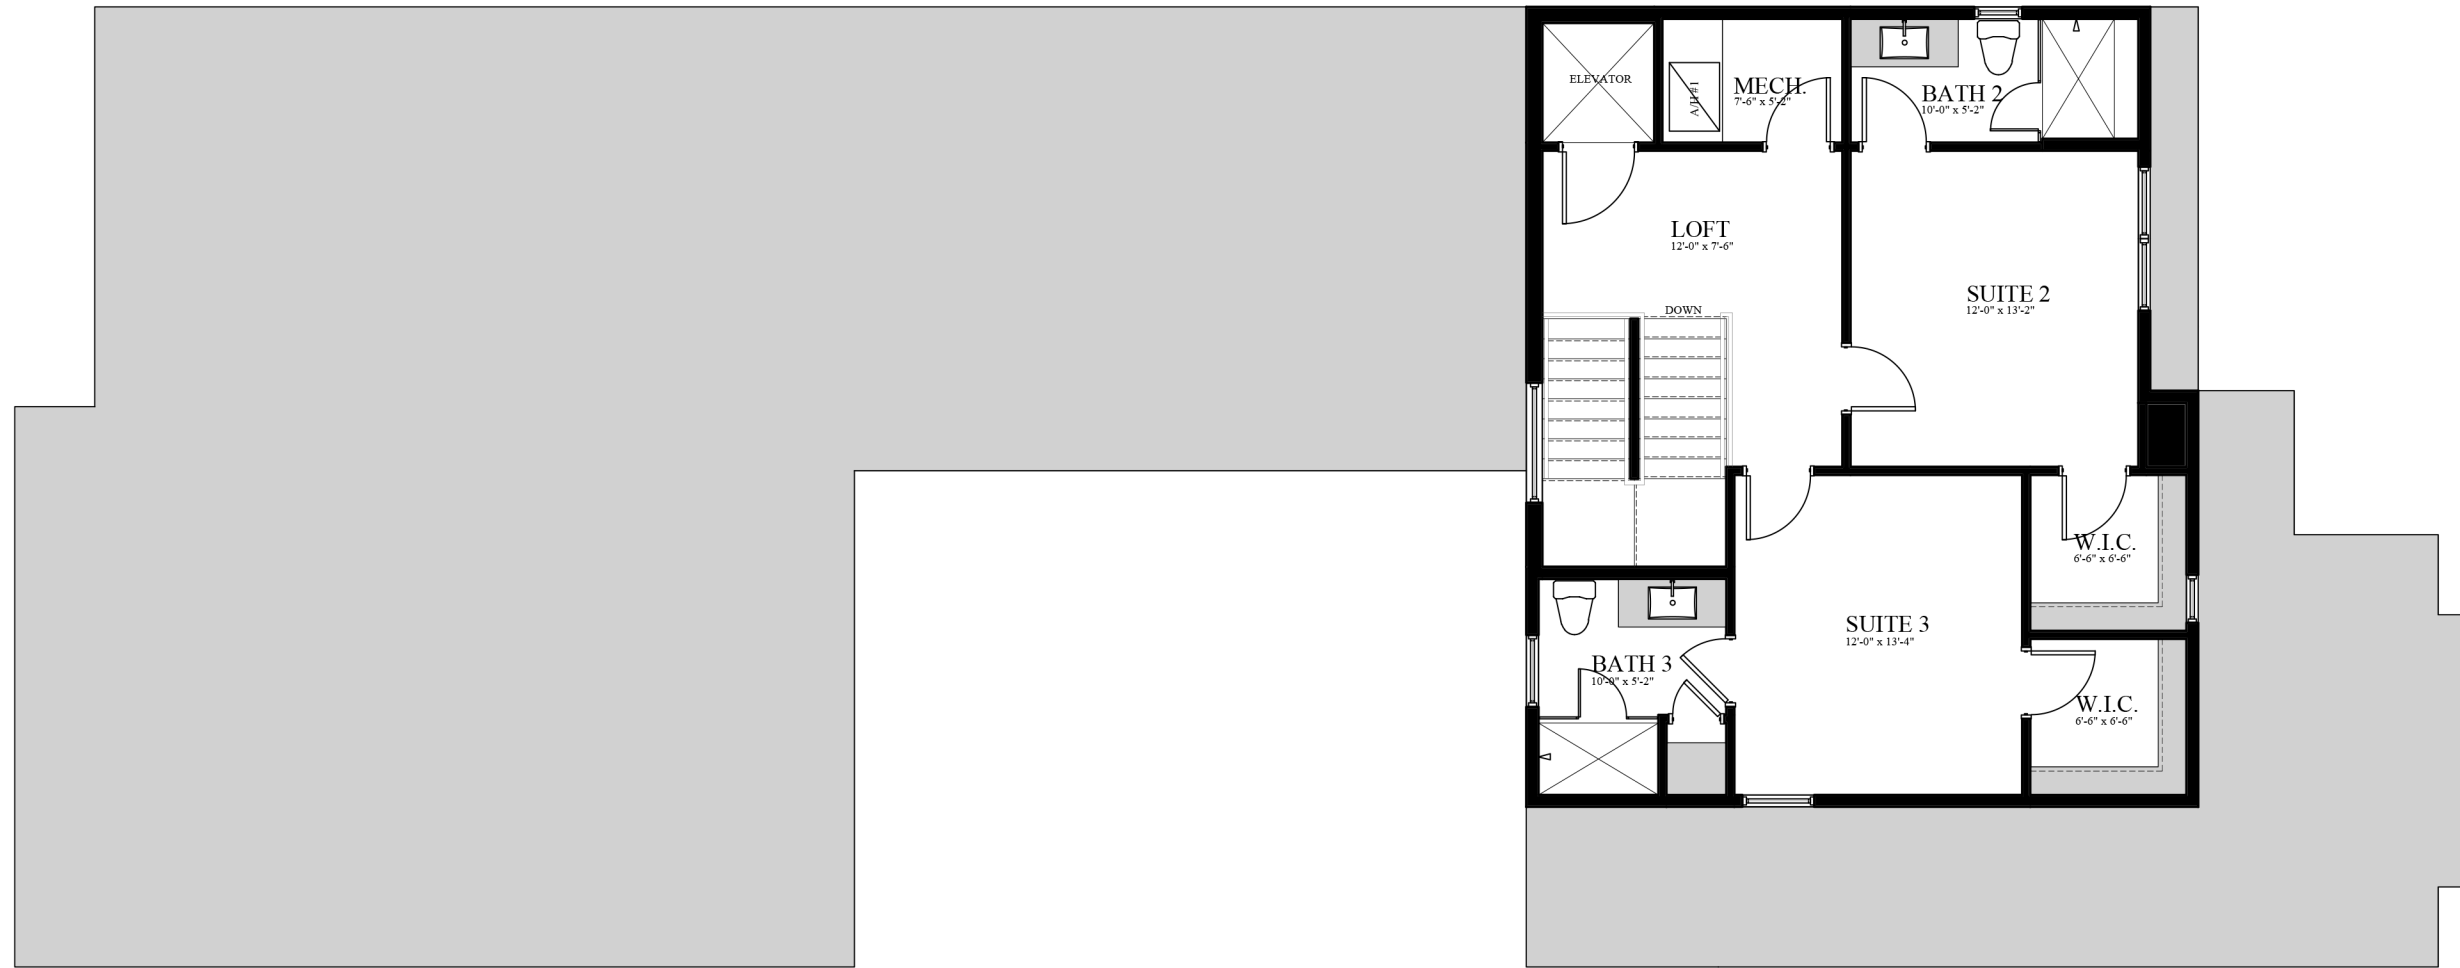 ELEVATOR
A/H #1
MECH.
7'-6" x 5'-2"
BATH 2
10'-0" x 5'-2"
LOFT
12'-0" x 7'-6"
SUITE 2
12'-0" x 13'-2"
DOWN
W.I.C.
6'-6" x 6'-6"
SUITE 3
12'-0" x 13'-4"
BATH 3
10'-0" x 5'-2"
W.I.C.
6'-6" x 6'-6"